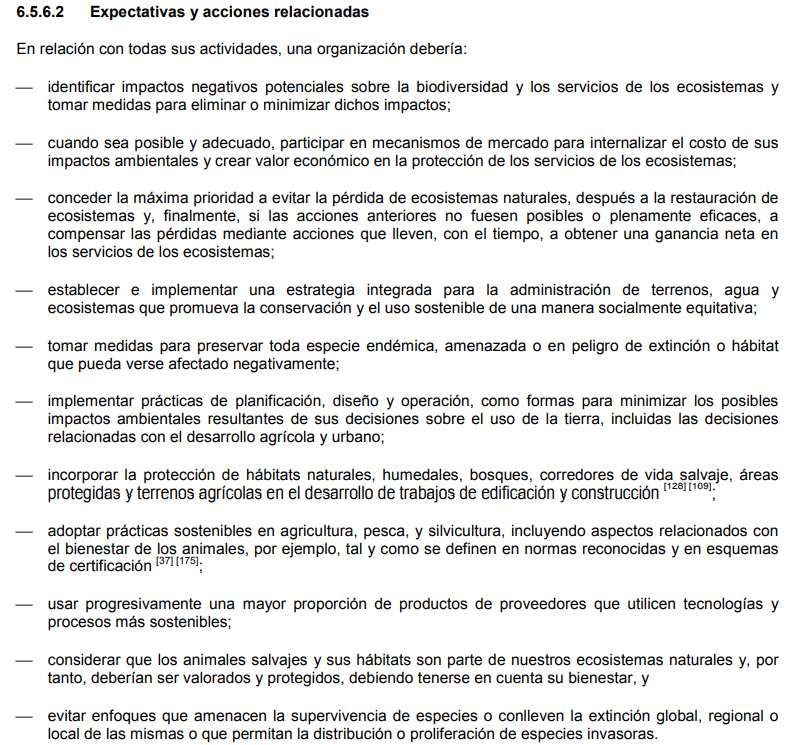 6.5.6.2 Expectativas y acciones relacionadas
En relación con todas sus actividades, una organización debería:
— identificar impactos negativos potenciales sobre la biodiversidad y los servicios de los ecosistemas y
tomar medidas para eliminar o minimizar dichos impactos;
— cuando sea posible y adecuado, participar en mecanismos de mercado para internalizar el costo de sus
impactos ambientales y crear valor económico en la protección de los servicios de los ecosistemas;
— conceder la máxima prioridad a evitar la pérdida de ecosistemas naturales, después a la restauración de
ecosistemas y, finalmente, si las acciones anteriores no fuesen posibles o plenamente eficaces, a
compensar las pérdidas mediante acciones que lleven, con el tiempo, a obtener una ganancia neta en
los servicios de los ecosistemas;
— establecer e implementar una estrategia integrada para la administración de terrenos, agua y
ecosistemas que promueva la conservación y el uso sostenible de una manera socialmente equitativa;
— tomar medidas para preservar toda especie endémica, amenazada o en peligro de extinción o hábitat
que pueda verse afectado negativamente;
— implementar prácticas de planificación, diseño y operación, como formas para minimizar los posibles
impactos ambientales resultantes de sus decisiones sobre el uso de la tierra, incluidas las decisiones
relacionadas con el desarrollo agrícola y urbano;
— incorporar la protección de hábitats naturales, humedales, bosques, corredores de vida salvaje, áreas
protegidas y terrenos agrícolas en el desarrollo de trabajos de edificación y construcción [128] [169];
— adoptar prácticas sostenibles en agricultura, pesca, y silvicultura, incluyendo aspectos relacionados con
el bienestar de los animales, por ejemplo, tal y como se definen en normas reconocidas y en esquemas
de certificación [37] [175];
— usar progresivamente una mayor proporción de productos de proveedores que utilicen tecnologías y
procesos más sostenibles;
— considerar que los animales salvajes y sus hábitats son parte de nuestros ecosistemas naturales y, por
tanto, deberían ser valorados y protegidos, debiendo tenerse en cuenta su bienestar, y
— evitar enfoques que amenacen la supervivencia de especies o conlleven la extinción global, regional o
local de las mismas o que permitan la distribución o proliferación de especies invasoras.